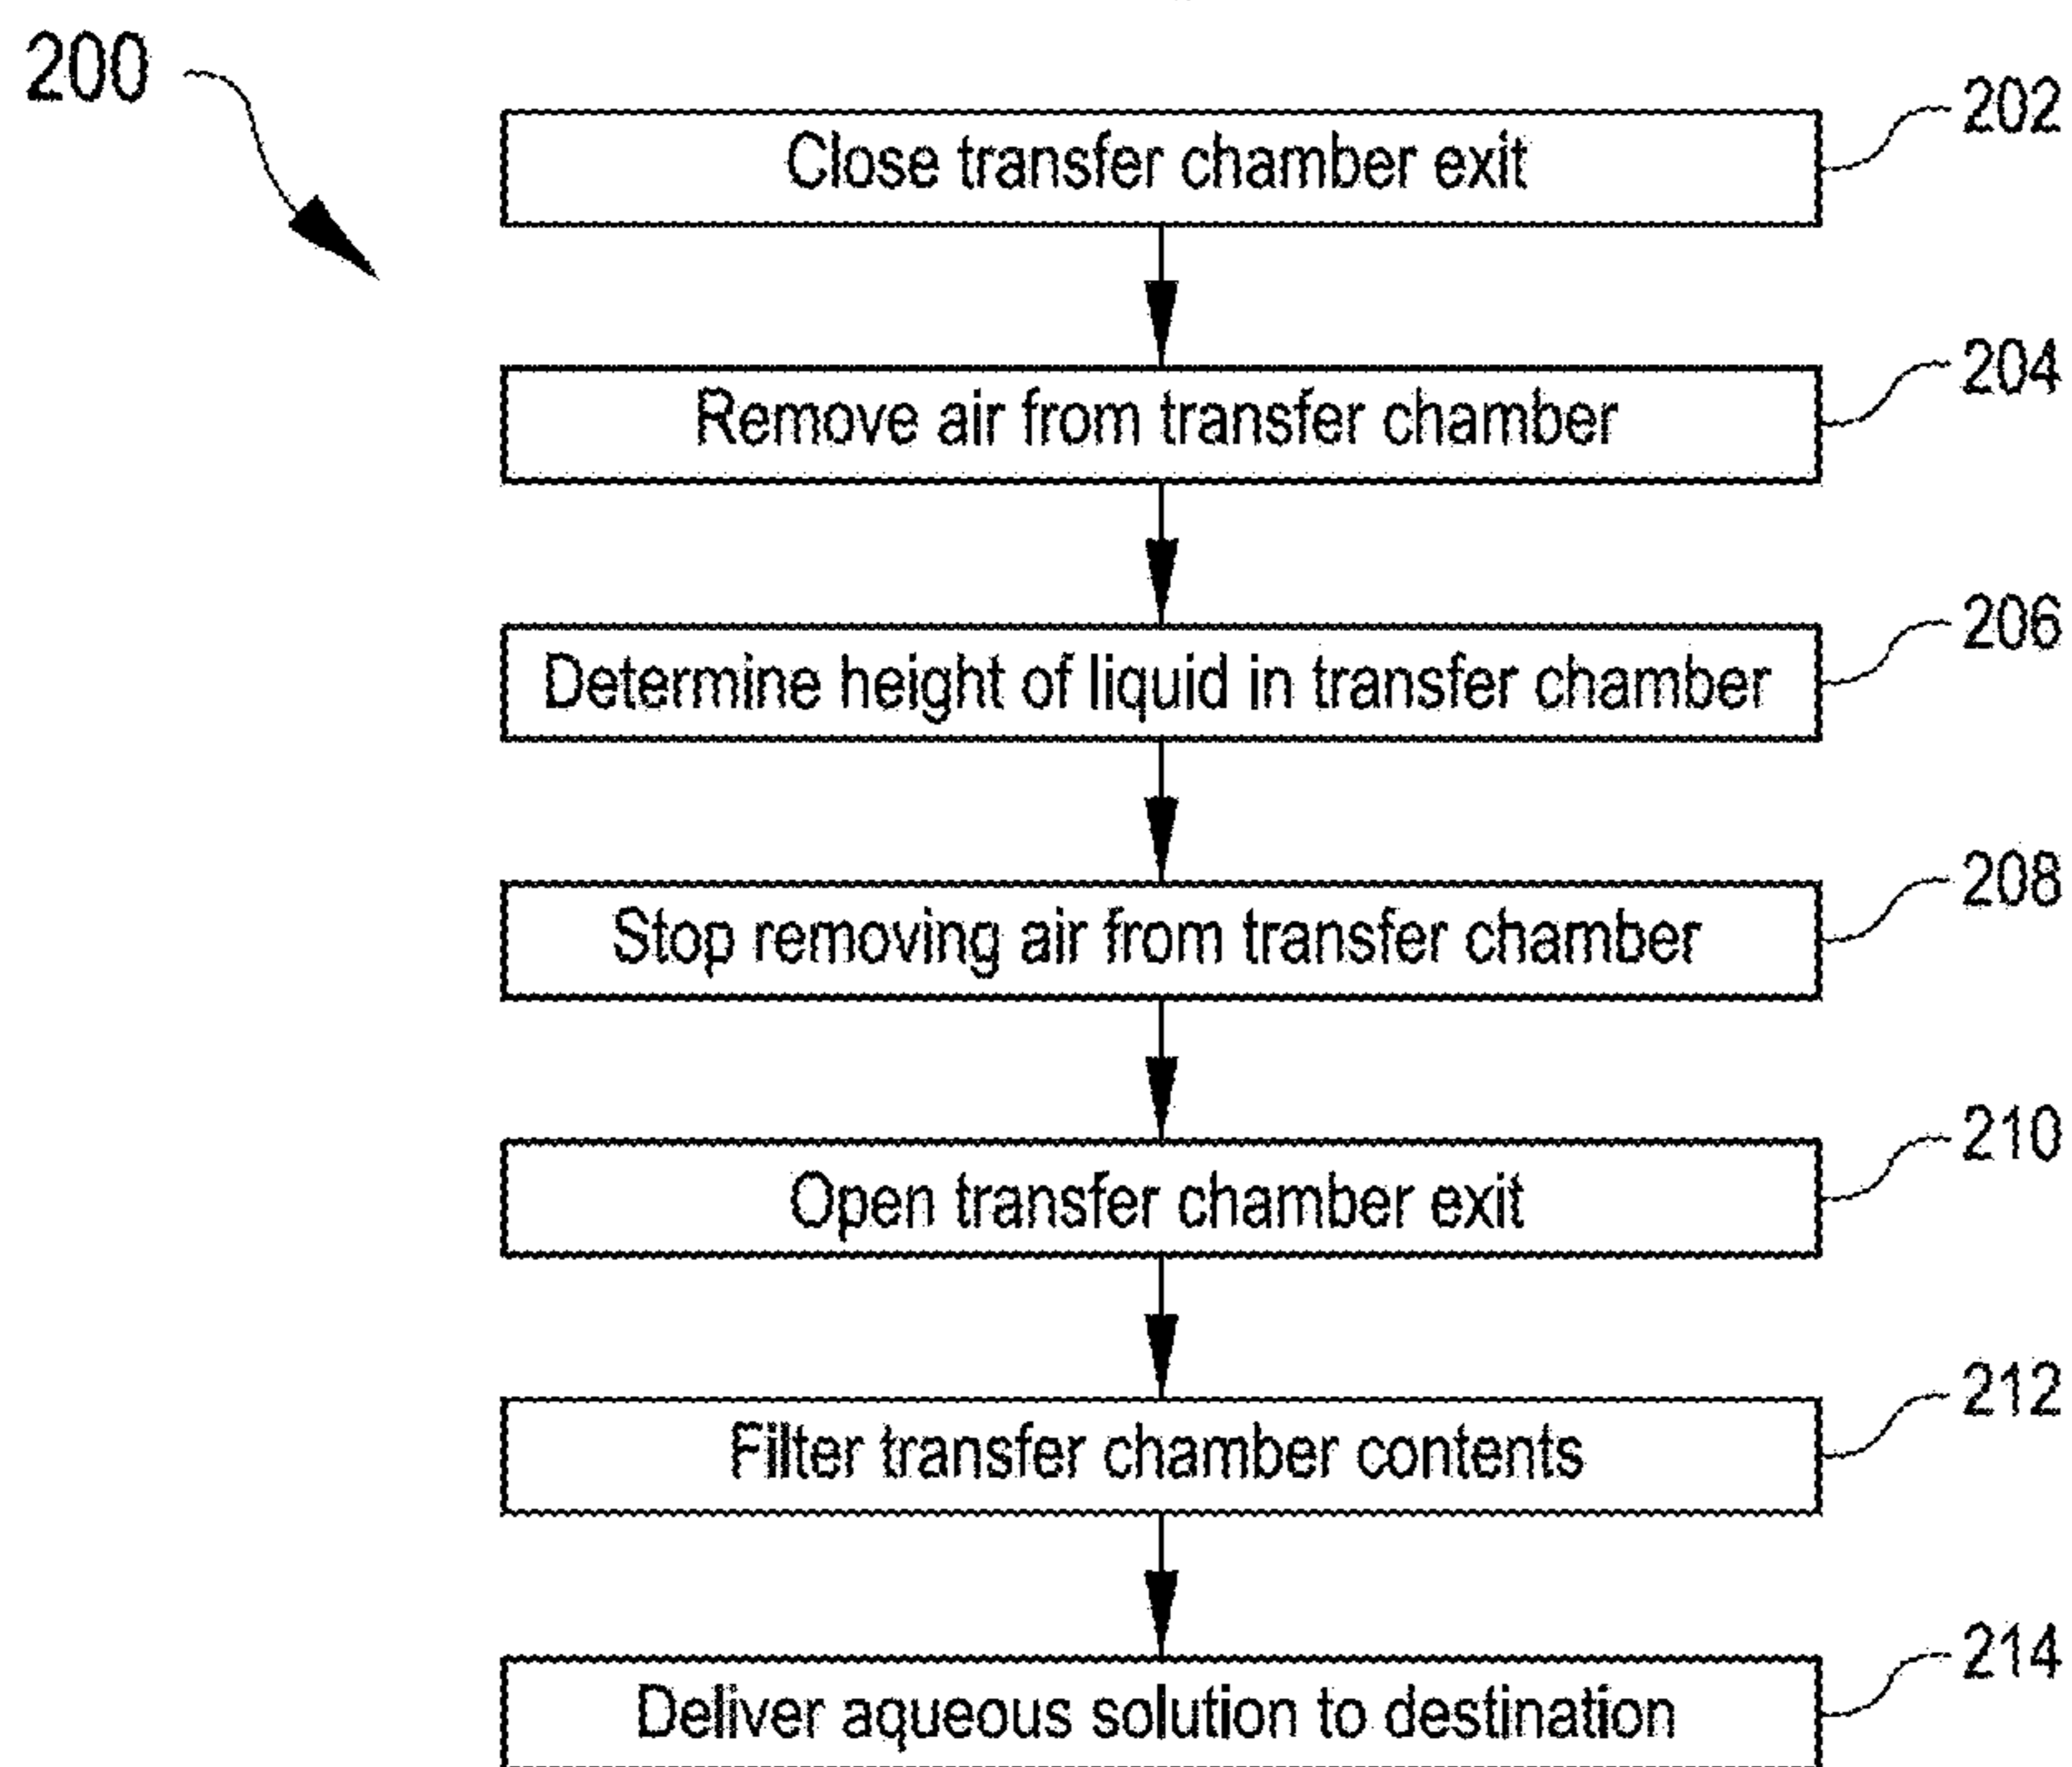 200
Close transfer chamber exit
202
Remove air from transfer chamber
204
Determine height of liquid in transfer chamber
206
Stop removing air from transfer chamber
208
Open transfer chamber exit
210
Filter transfer chamber contents
212
Deliver aqueous solution to destination
214